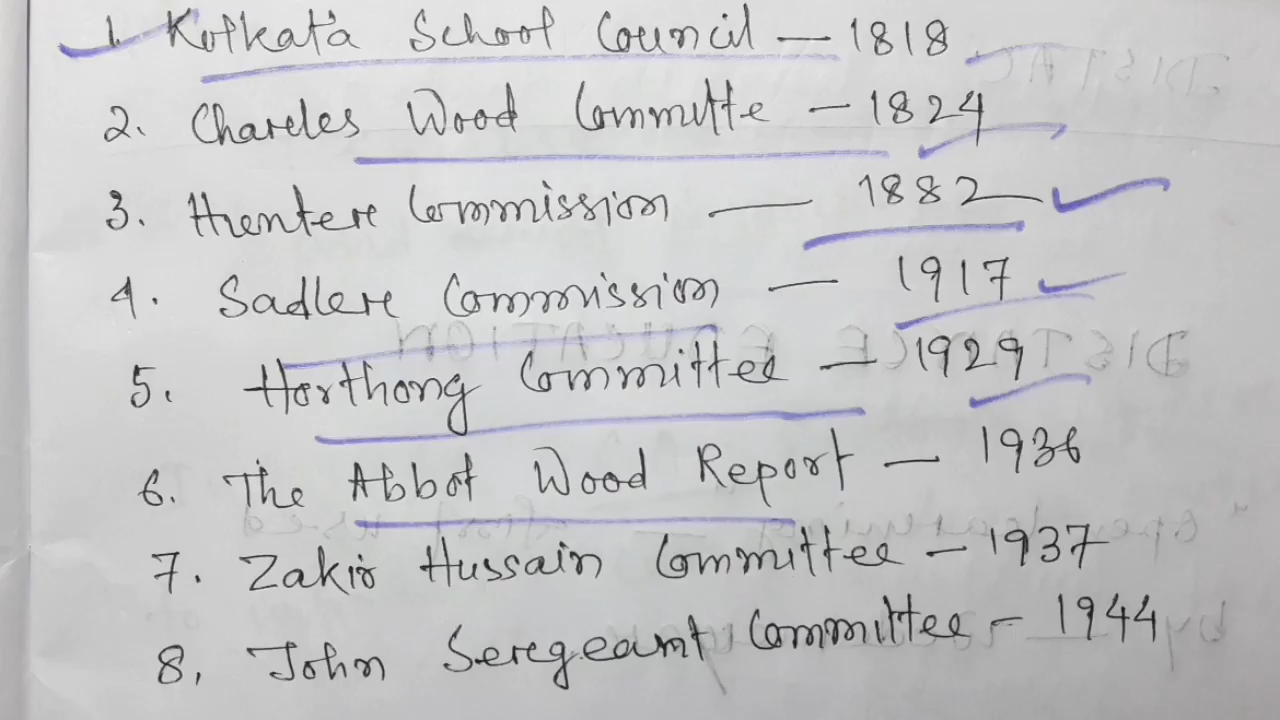 1. Kolkata School Council — 1818
2. Chareles Wood Committe — 1824
3. Huntere Commission — 1882
4. Sadlere Commission — 1917
5. Horthong Committee — 1929
6. The Abbot Wood Report — 1936
7. Zakir Hussain Committee — 1937
8. John Seregeant Committee — 1944